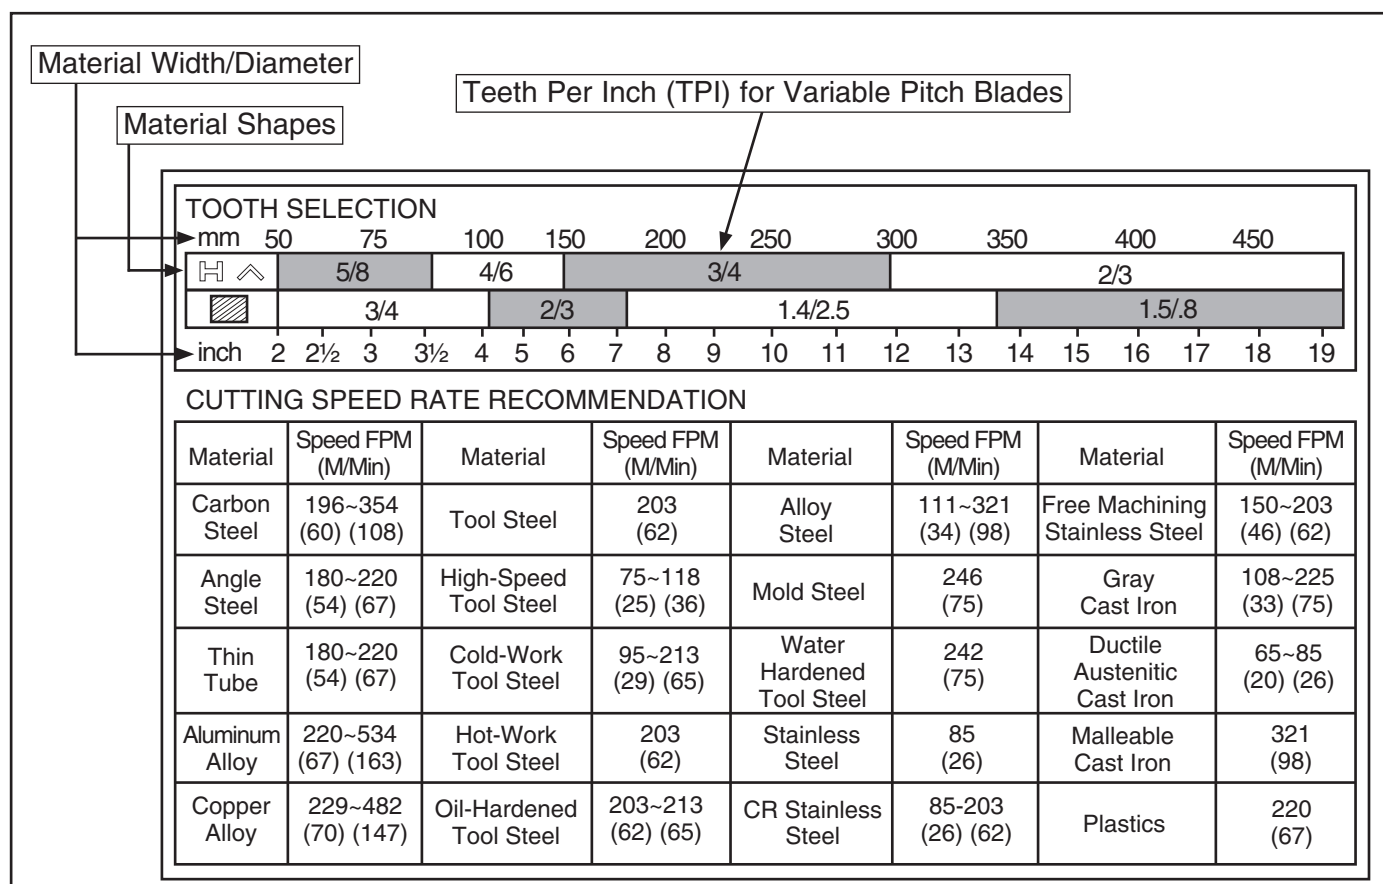 Material Width/Diameter
Teeth Per Inch (TPI) for Variable Pitch Blades
Material Shapes
TOOTH SELECTION
mm 50 75 100 150 200 250 300 350 400 450
5/8 4/6 3/4 2/3
3/4 2/3 1.4/2.5 1.5/.8
inch 2 2½ 3 3½ 4 5 6 7 8 9 10 11 12 13 14 15 16 17 18 19
CUTTING SPEED RATE RECOMMENDATION
Material Speed FPM Material Speed FPM Material Speed FPM Material Speed FPM
(M/Min) (M/Min) (M/Min) (M/Min)
Carbon
Steel
196~354
(60) (108)
Tool Steel
203
(62)
Alloy
Steel
111~321
(34) (98)
Free Machining
Stainless Steel
150~203
(46) (62)
Angle
Steel
180~220
(54) (67)
High-Speed
Tool Steel
75~118
(25) (36)
Mold Steel
246
(75)
Gray
Cast Iron
108~225
(33) (75)
Thin
Tube
180~220
(54) (67)
Cold-Work
Tool Steel
95~213
(29) (65)
Water
Hardened
Tool Steel
242
(75)
Ductile
Austenitic
Cast Iron
65~85
(20) (26)
Aluminum
Alloy
220~534
(67) (163)
Hot-Work
Tool Steel
203
(62)
Stainless
Steel
85
(26)
Malleable
Cast Iron
321
(98)
Copper
Alloy
229~482
(70) (147)
Oil-Hardened
Tool Steel
203~213
(62) (65)
CR Stainless
Steel
85-203
(26) (62)
Plastics
220
(67)